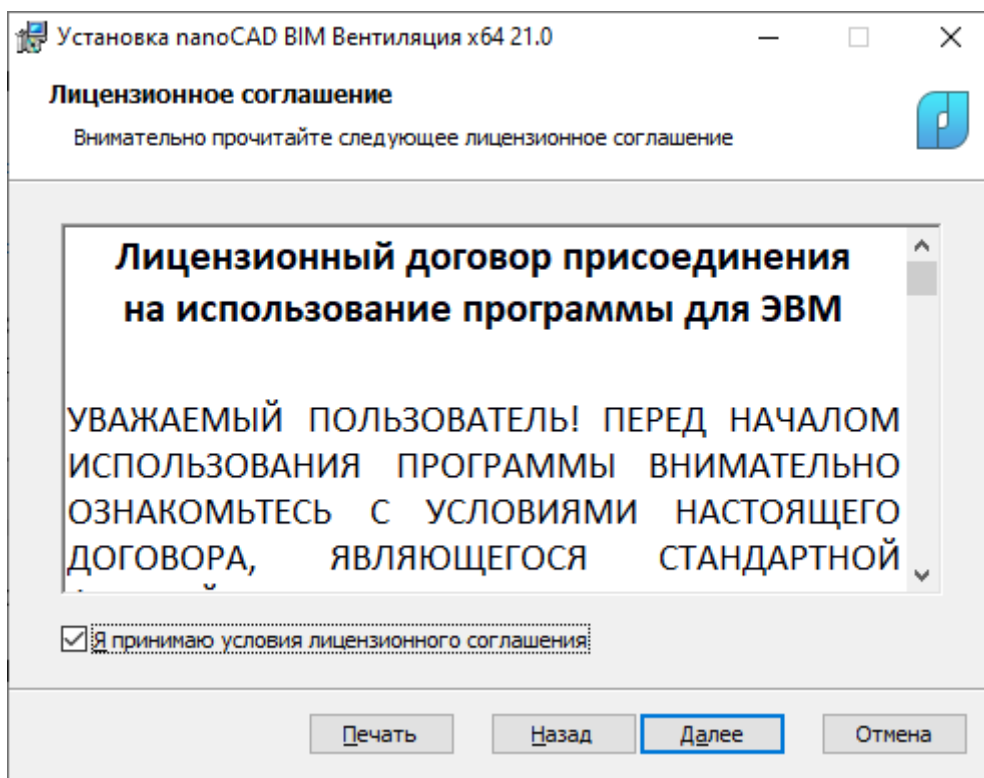 Установка nanoCAD BIM Вентиляция x64 21.0
Лицензионное соглашение
Внимательно прочитайте следующее лицензионное соглашение
Лицензионный договор присоединения
на использование программы для ЭВМ
УВАЖАЕМЫЙ ПОЛЬЗОВАТЕЛЬ! ПЕРЕД НАЧАЛОМ
ИСПОЛЬЗОВАНИЯ ПРОГРАММЫ ВНИМАТЕЛЬНО
ОЗНАКОМЬТЕСЬ С УСЛОВИЯМИ НАСТОЯЩЕГО
ДОГОВОРА, ЯВЛЯЮЩЕГОСЯ СТАНДАРТНОЙ
Я принимаю условия лицензионного соглашения
Печать Назад Далее Отмена